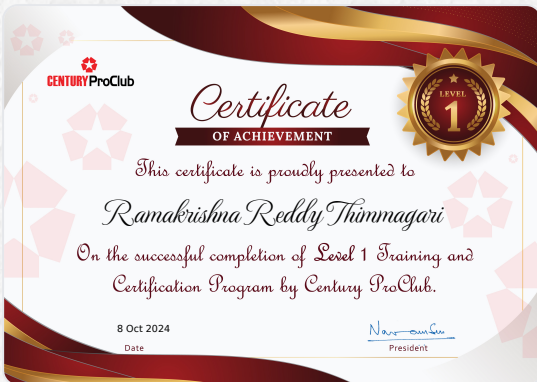 CENTURY ProClub
Certificate
OF ACHIEVEMENT
LEVEL
1
This certificate is proudly presented to
Ramakrishna Reddy Thimmagari
On the successful completion of Level 1 Training and
Certification Program by Century ProClub.
8 Oct 2024
Date
President